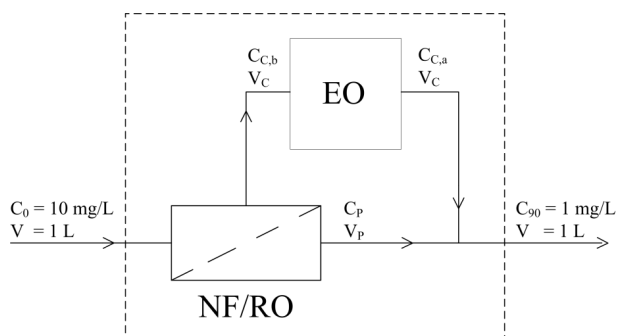 C_C,b
V_C
EO
C_C,a
V_C
C_0 = 10 mg/L
V = 1 L
C_P
V_P
C_90 = 1 mg/L
V = 1 L
NF/RO